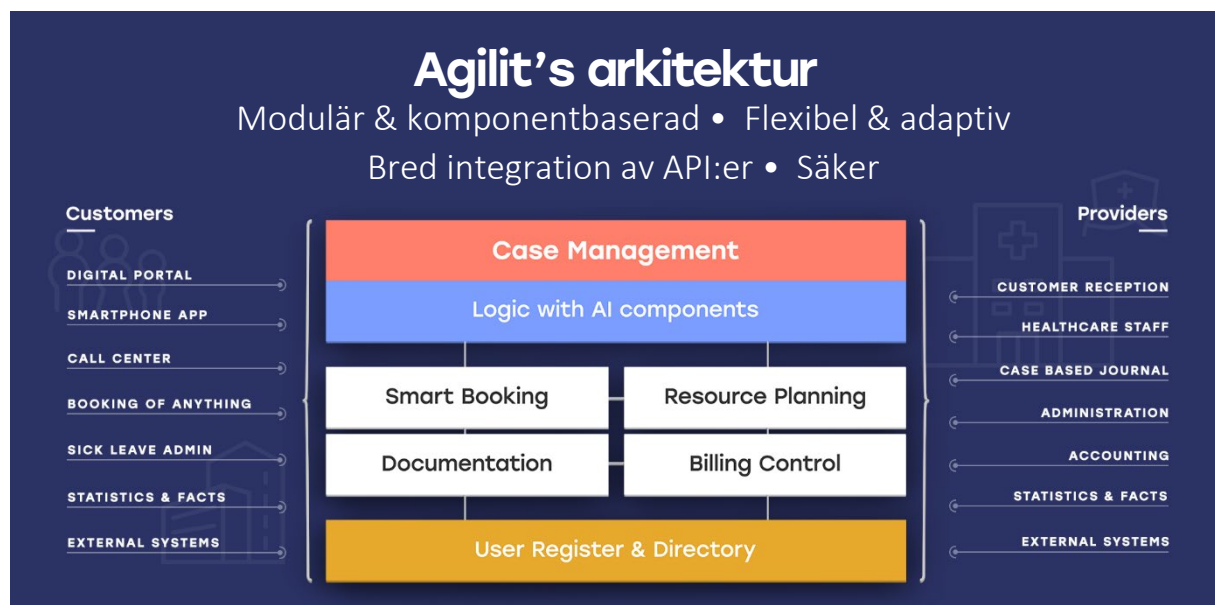 Agilit's arkitektur
Modulär & komponentbaserad • Flexibel & adaptiv
Bred integration av API:er • Säker
Customers
DIGITAL PORTAL
SMARTPHONE APP
CALL CENTER
BOOKING OF ANYTHING
SICK LEAVE ADMIN
STATISTICS & FACTS
EXTERNAL SYSTEMS
Case Management
Logic with AI components
Smart Booking
Resource Planning
Documentation
Billing Control
User Register & Directory
Providers
CUSTOMER RECEPTION
HEALTHCARE STAFF
CASE BASED JOURNAL
ADMINISTRATION
ACCOUNTING
STATISTICS & FACTS
EXTERNAL SYSTEMS